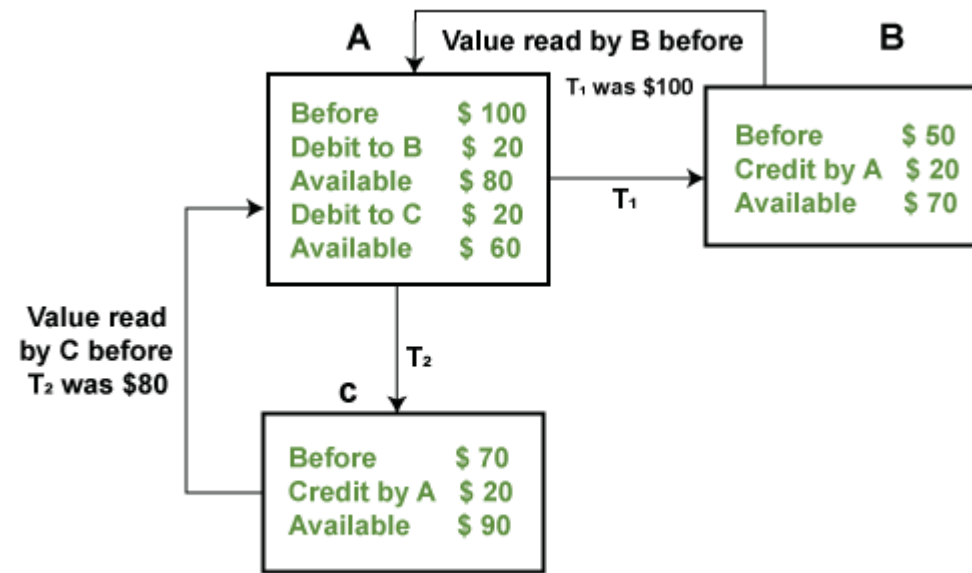 A
Value read by B before
T₁ was $100
B
Before $ 100
Debit to B $ 20
Available $ 80
Debit to C $ 20
Available $ 60
T₁
Before $ 50
Credit by A $ 20
Available $ 70
Value read
by C before
T₂ was $80
T₂
c
Before $ 70
Credit by A $ 20
Available $ 90